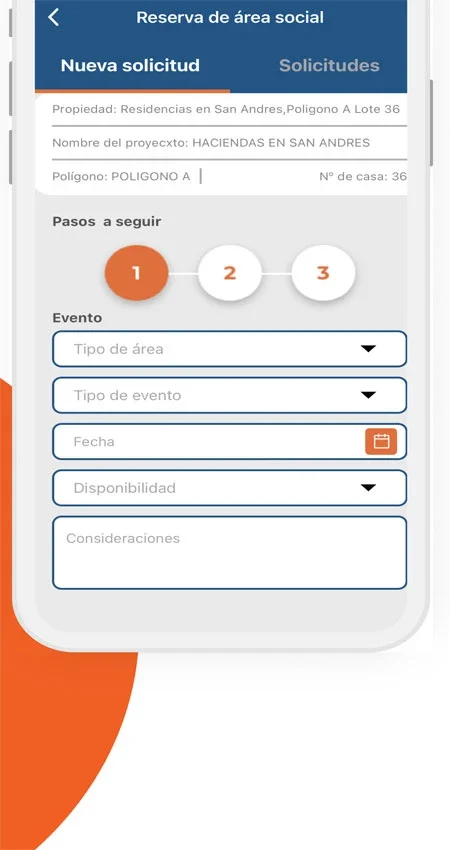 Reserva de área social
Nueva solicitud Solicitudes
Propiedad: Residencias en San Andres,Poligono A Lote 36
Nombre del proyecxto: HACIENDAS EN SAN ANDRES
Polígono: POLIGONO A | N° de casa: 36
Pasos a seguir
1 2 3
Evento
Tipo de área
Tipo de evento
Fecha
Disponibilidad
Consideraciones